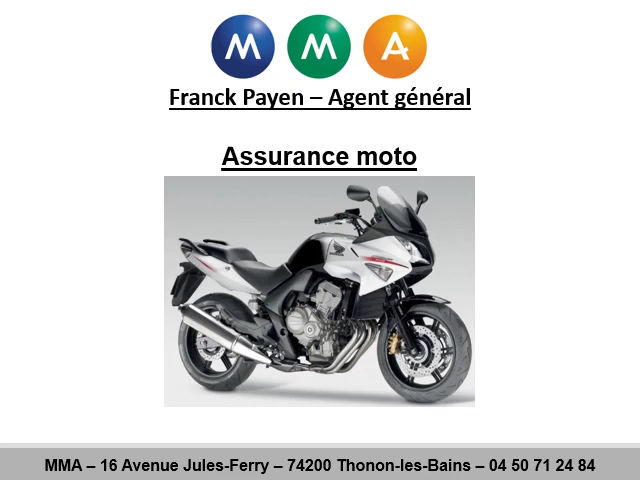 MMA
Franck Payen – Agent général
Assurance moto
MMA – 16 Avenue Jules-Ferry – 74200 Thonon-les-Bains – 04 50 71 24 84